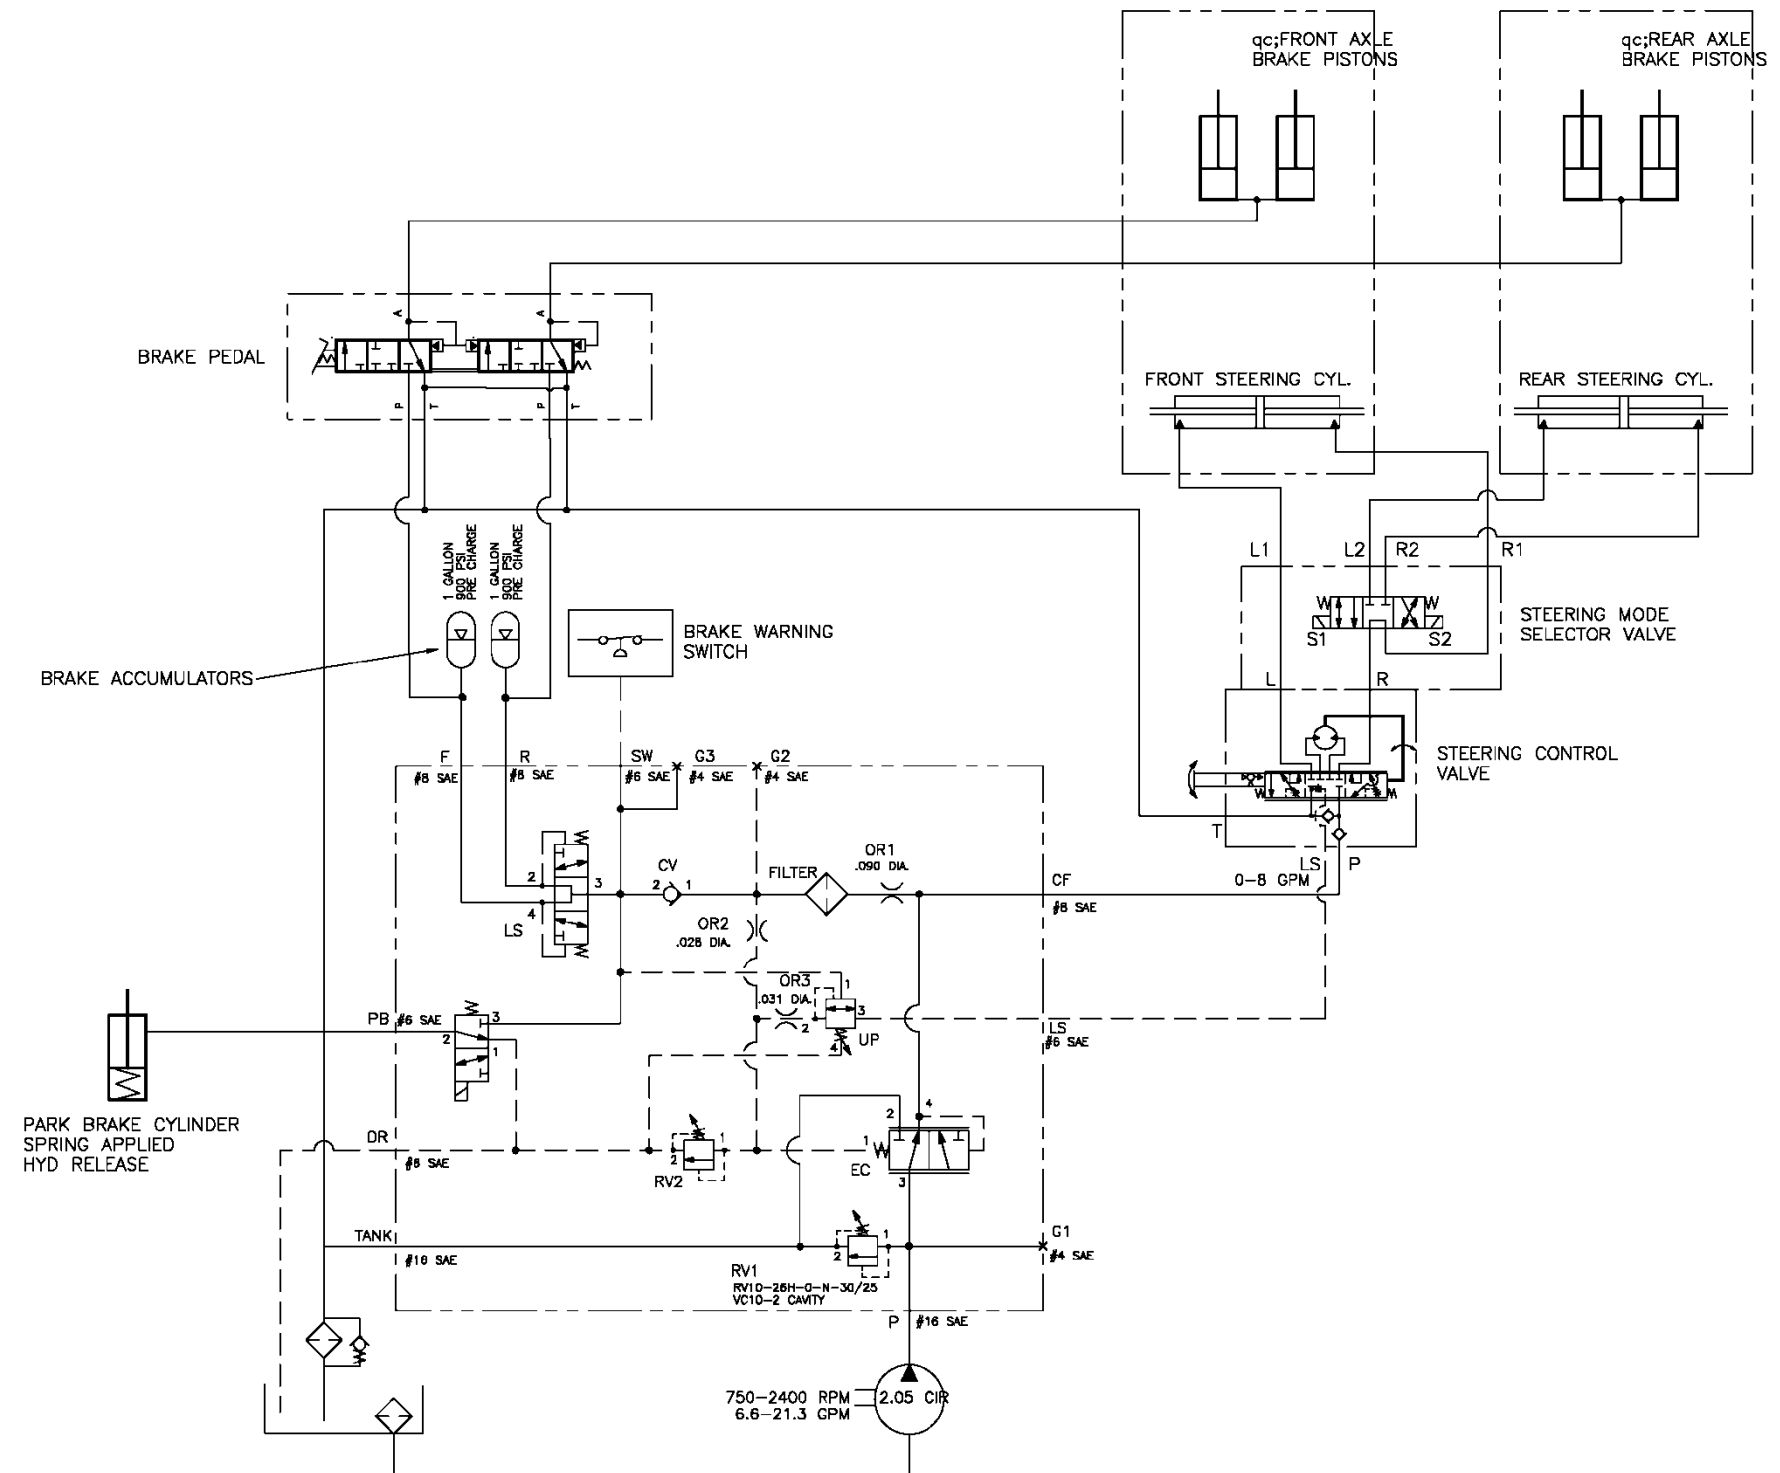 qc;FRONT AXLE
BRAKE PISTONS
qc;REAR AXLE
BRAKE PISTONS
A
A
BRAKE PEDAL
P
T
P
T
FRONT STEERING CYL.
REAR STEERING CYL.
1 GALLON
900 PSI
PRE CHARGE
1 GALLON
900 PSI
PRE CHARGE
L1
L2
R2
R1
BRAKE WARNING
SWITCH
S1
S2
STEERING MODE
SELECTOR VALVE
BRAKE ACCUMULATORS
L
R
STEERING CONTROL
VALVE
F
#8 SAE
R
#8 SAE
SW
#6 SAE
G3
#4 SAE
G2
#4 SAE
T
LS
P
0-8 GPM
2
3
4
LS
CV
2
1
FILTER
OR1
.090 DIA.
CF
#8 SAE
OR2
.028 DIA.
OR3
.031 DIA.
1
3
2
4
UP
LS
#6 SAE
PB
#6 SAE
3
2
1
PARK BRAKE CYLINDER
SPRING APPLIED
HYD RELEASE
DR
#6 SAE
1
2
RV2
2
4
1
EC
3
TANK
#16 SAE
1
2
G1
#4 SAE
RV1
RV10-26H-0-N-30/25
VC10-2 CAVITY
P
#16 SAE
750-2400 RPM
6.6-21.3 GPM
2.05 CIR